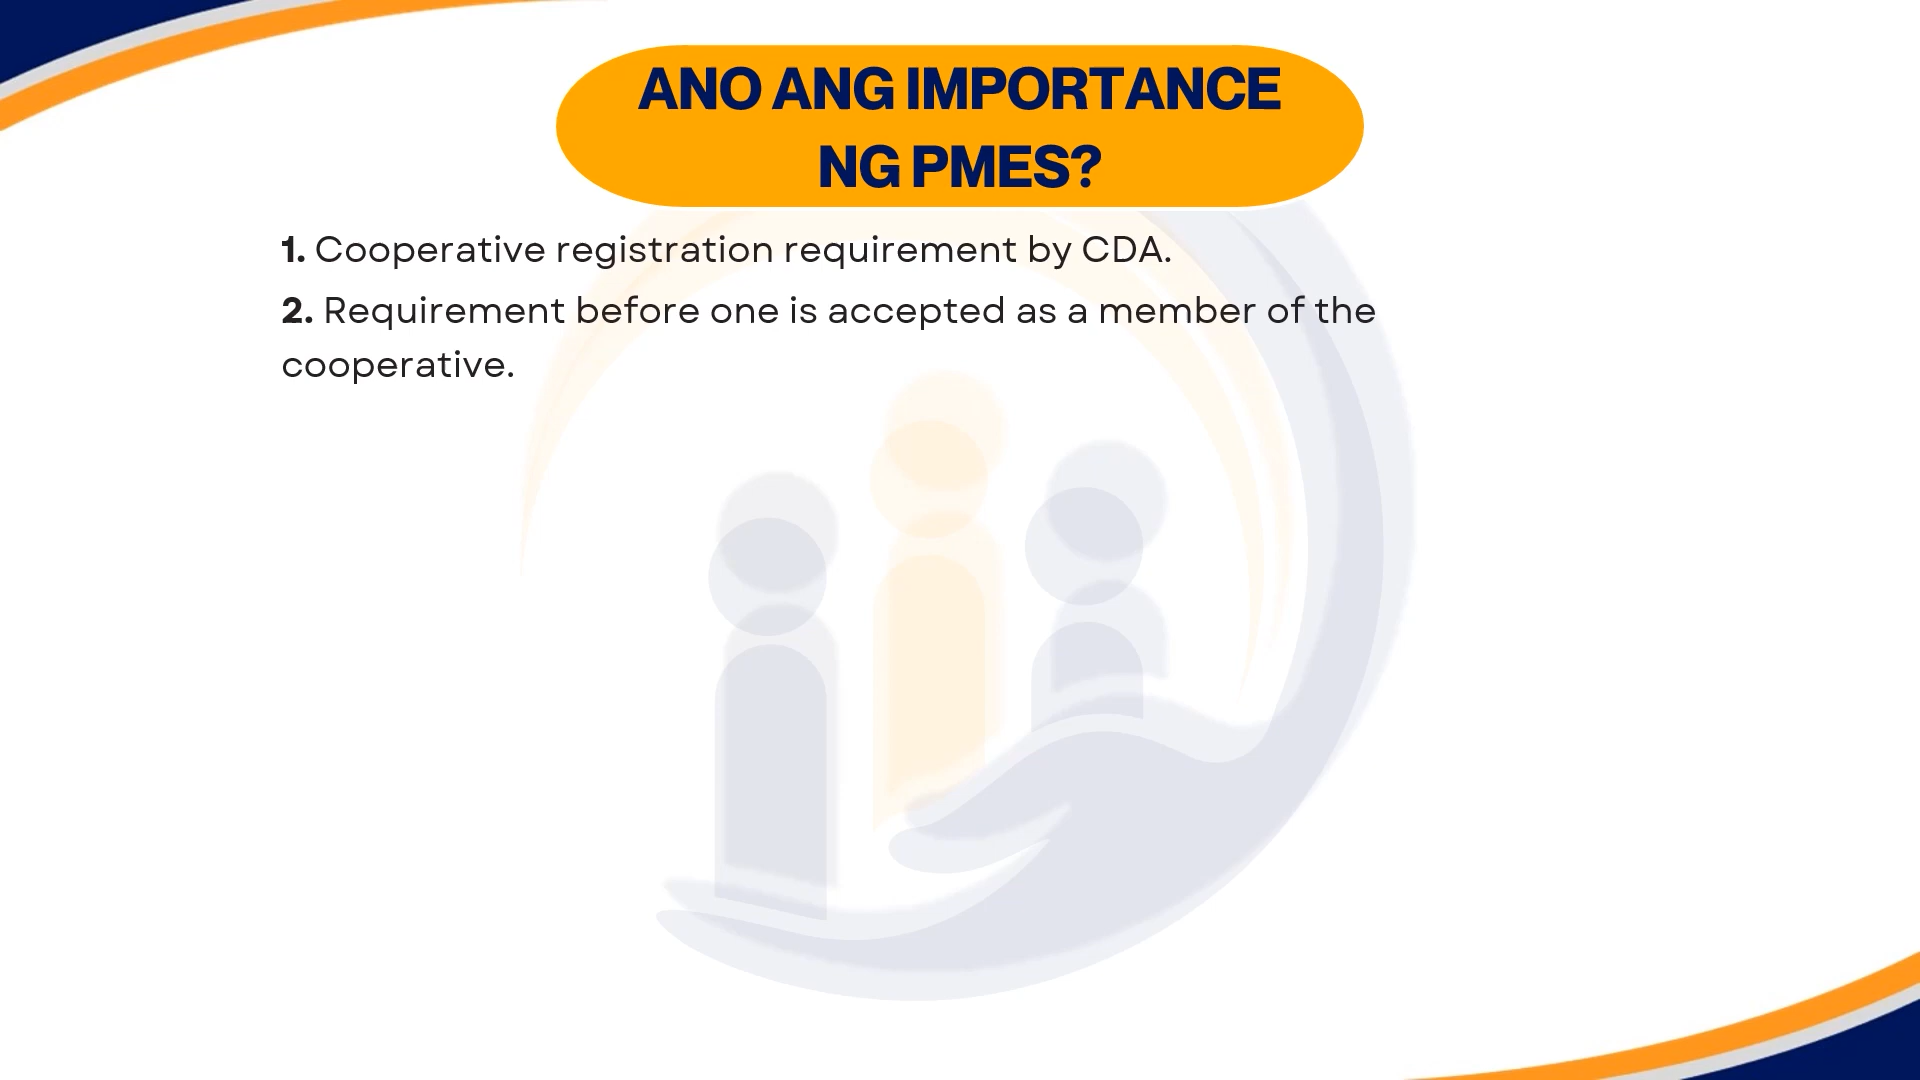 ANO ANG IMPORTANCE
NG PMES?
1. Cooperative registration requirement by CDA.
2. Requirement before one is accepted as a member of the
cooperative.